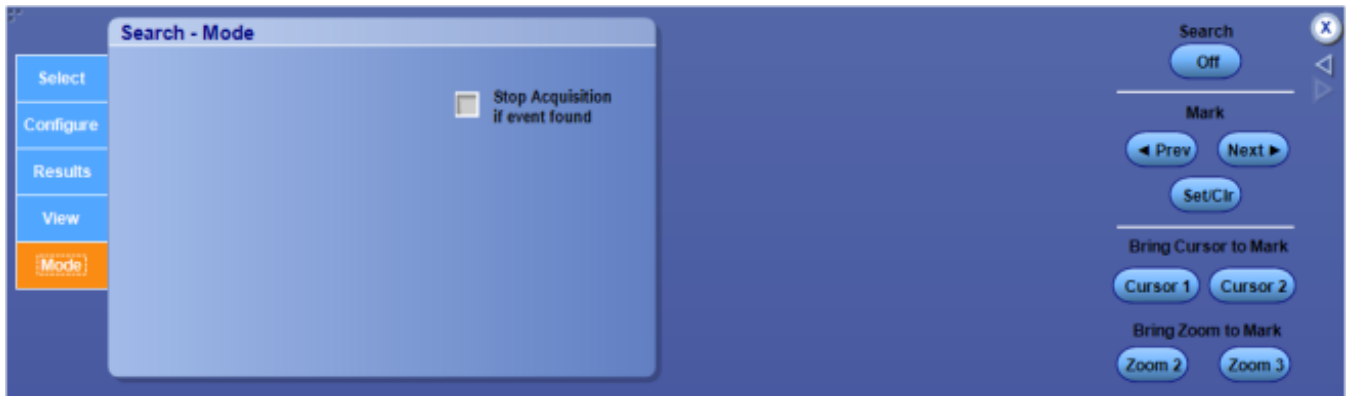 Search - Mode
Select
Configure
Results
View
Mode
Stop Acquisition
if event found
Search
Off
X
Mark
◄ Prev
Next ►
Set/Clr
Bring Cursor to Mark
Cursor 1
Cursor 2
Bring Zoom to Mark
Zoom 2
Zoom 3